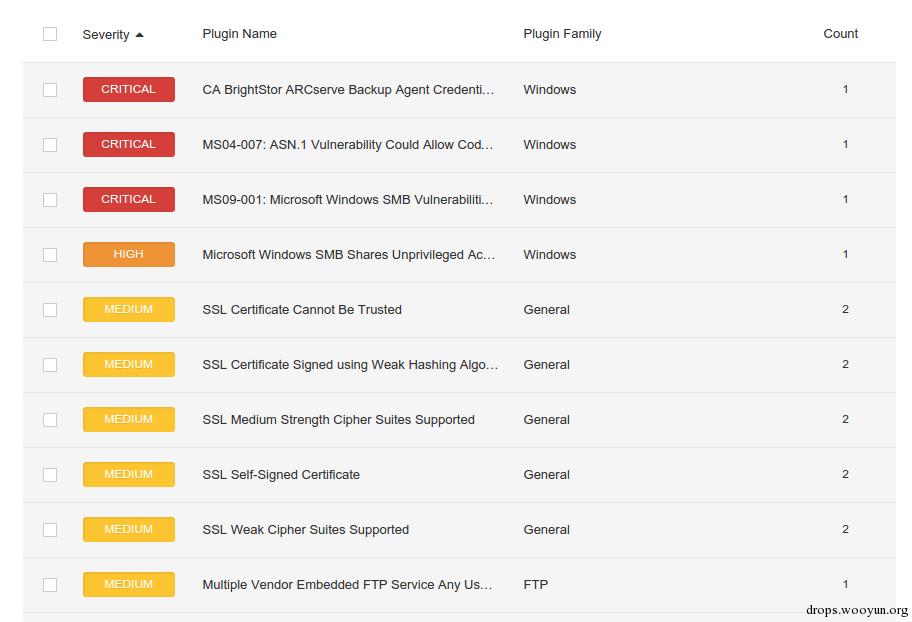 Severity Plugin Name Plugin Family Count
CRITICAL CA BrightStor ARCserve Backup Agent Credenti... Windows 1
CRITICAL MS04-007: ASN.1 Vulnerability Could Allow Cod... Windows 1
CRITICAL MS09-001: Microsoft Windows SMB Vulnerabiliti... Windows 1
HIGH Microsoft Windows SMB Shares Unprivileged Ac... Windows 1
MEDIUM SSL Certificate Cannot Be Trusted General 2
MEDIUM SSL Certificate Signed using Weak Hashing Algo... General 2
MEDIUM SSL Medium Strength Cipher Suites Supported General 2
MEDIUM SSL Self-Signed Certificate General 2
MEDIUM SSL Weak Cipher Suites Supported General 2
MEDIUM Multiple Vendor Embedded FTP Service Any Us... FTP 1
drops.wooyun.org